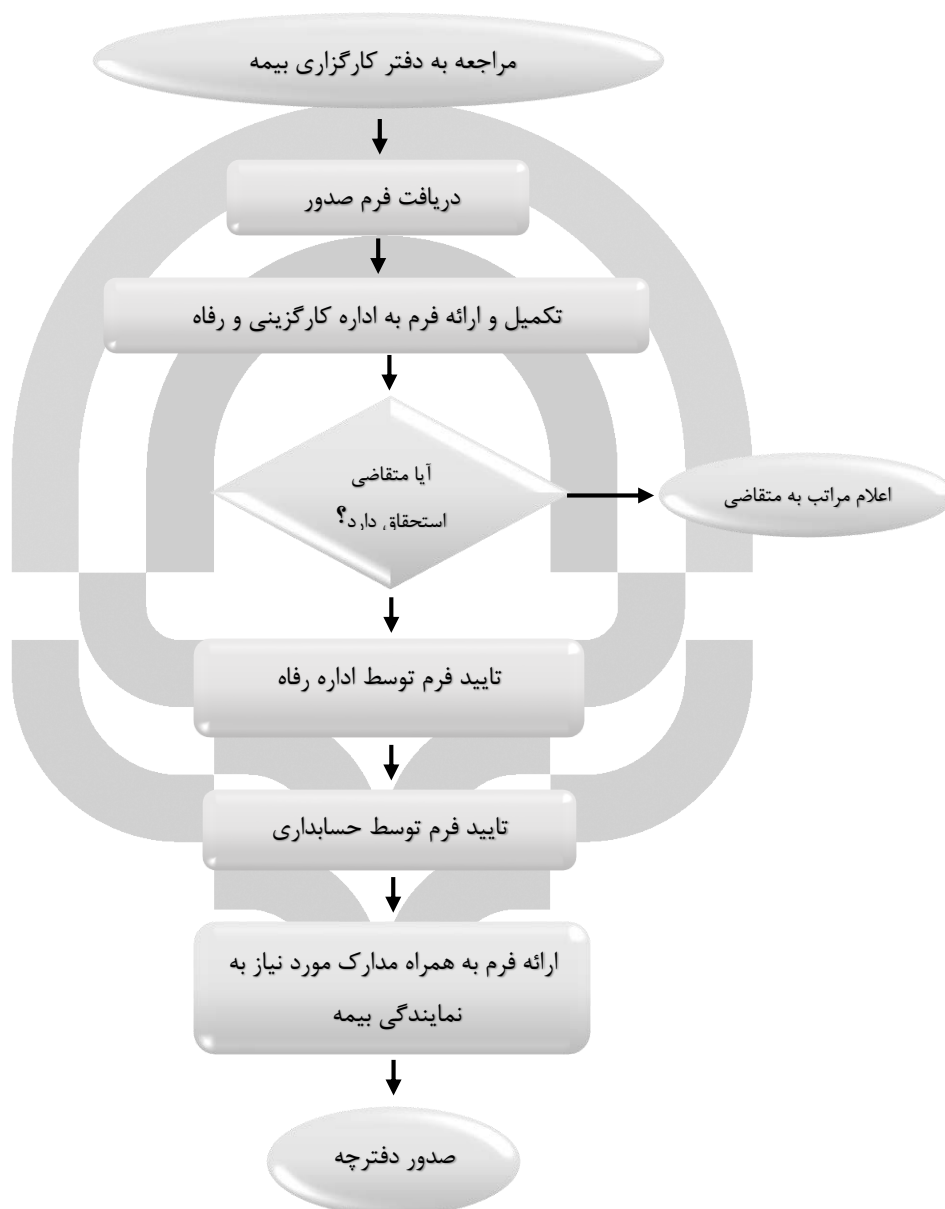 مراجعه به دفتر کارگزاری بیمه
دریافت فرم صدور
تکمیل و ارائه فرم به اداره کارگزینی و رفاه
آیا متقاضی
استحقاق دارد؟
اعلام مراتب به متقاضی
تایید فرم توسط اداره رفاه
تایید فرم توسط حسابداری
ارائه فرم به همراه مدارک مورد نیاز به
نمایندگی بیمه
صدور دفترچه